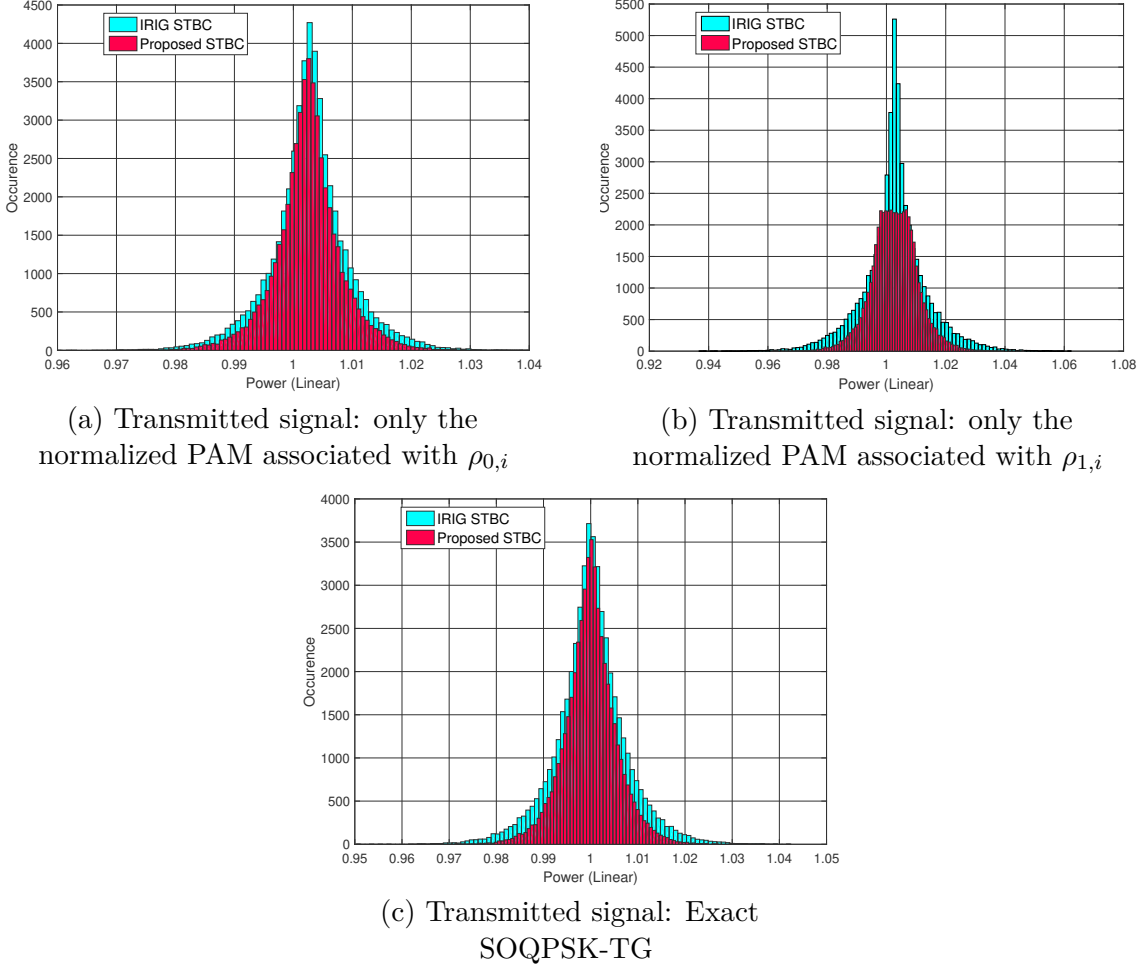 4500
4000
3500
3000
2500
2000
1500
1000
500
0
Occurence
IRIG STBC
Proposed STBC
0.96 0.97 0.98 0.99 1 1.01 1.02 1.03 1.04
Power (Linear)
(a) Transmitted signal: only the
normalized PAM associated with ρ0,i
5500
5000
4500
4000
3500
3000
2500
2000
1500
1000
500
0
Occurence
IRIG STBC
Proposed STBC
0.92 0.94 0.96 0.98 1 1.02 1.04 1.06 1.08
Power (Linear)
(b) Transmitted signal: only the
normalized PAM associated with ρ1,i
4000
3500
3000
2500
2000
1500
1000
500
0
Occurence
IRIG STBC
Proposed STBC
0.95 0.96 0.97 0.98 0.99 1 1.01 1.02 1.03 1.04 1.05
Power (Linear)
(c) Transmitted signal: Exact
SOQPSK-TG